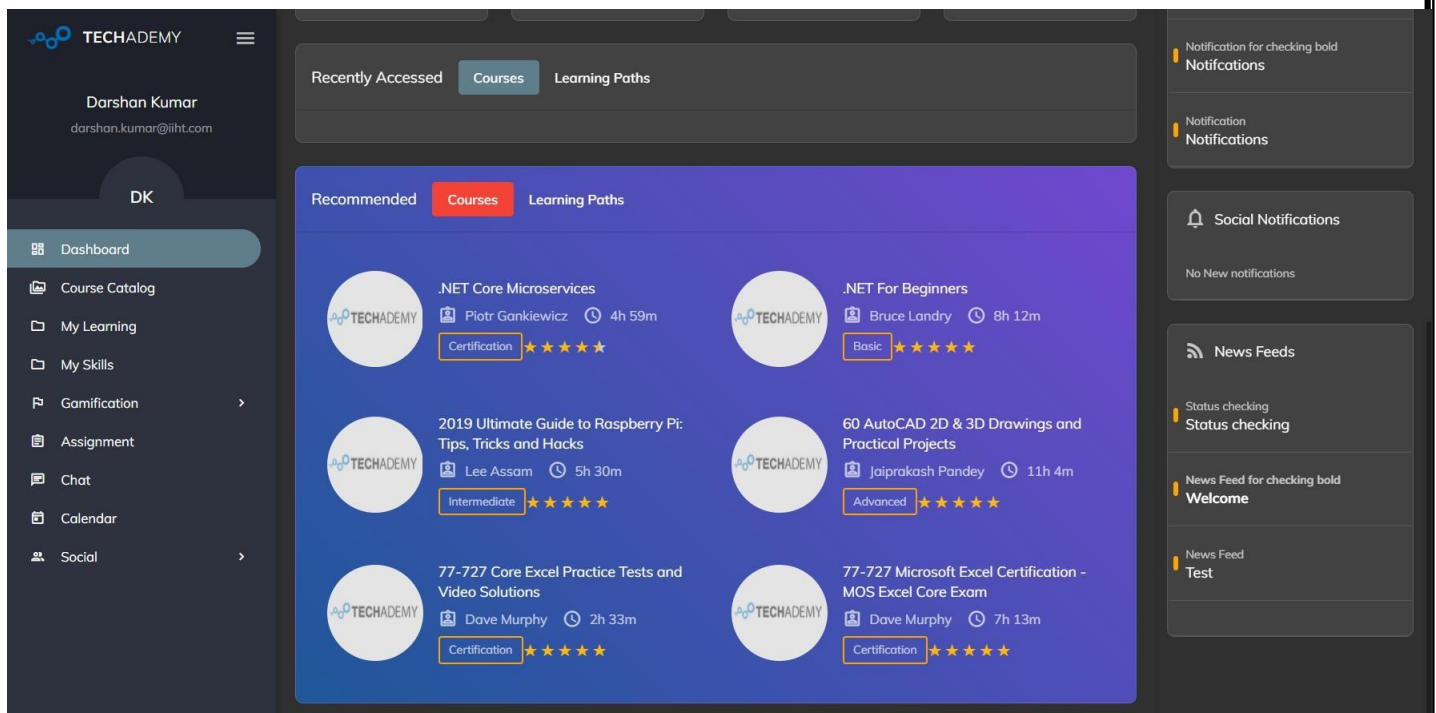 TECHADEMY
Darshan Kumar
darshan.kumar@iiht.com
DK
Dashboard
Course Catalog
My Learning
My Skills
Gamification
Assignment
Chat
Calendar
Social
Recently Accessed Courses Learning Paths
Recommended Courses Learning Paths
TECHADEMY
.NET Core Microservices
Piotr Gankiewicz 4h 59m
Certification
TECHADEMY
.NET For Beginners
Bruce Landry 8h 12m
Basic
TECHADEMY
2019 Ultimate Guide to Raspberry Pi:
Tips, Tricks and Hacks
Lee Assam 5h 30m
Intermediate
TECHADEMY
60 AutoCAD 2D & 3D Drawings and
Practical Projects
Jaiprakash Pandey 11h 4m
Advanced
TECHADEMY
77-727 Core Excel Practice Tests and
Video Solutions
Dave Murphy 2h 33m
Certification
TECHADEMY
77-727 Microsoft Excel Certification -
MOS Excel Core Exam
Dave Murphy 7h 13m
Certification
Notification for checking bold
Notifcations
Notification
Notifications
Social Notifications
No New notifications
News Feeds
Status checking
Status checking
News Feed for checking bold
Welcome
News Feed
Test